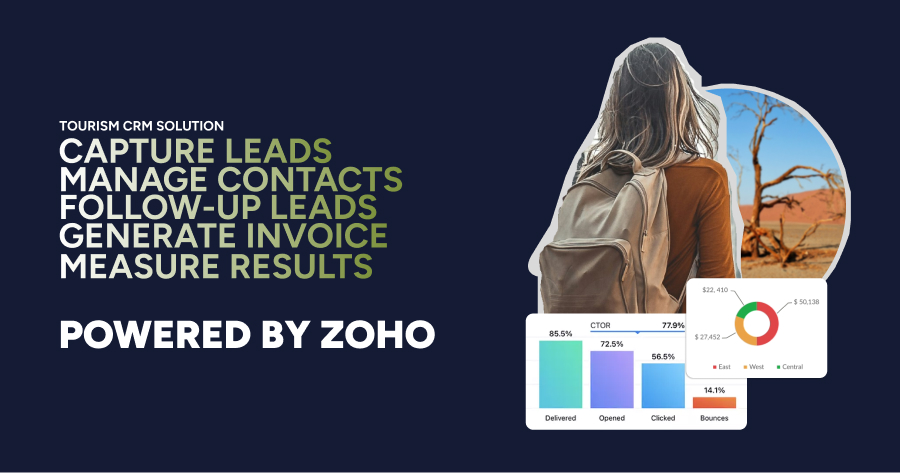 TOURISM CRM SOLUTION
CAPTURE LEADS
MANAGE CONTACTS
FOLLOW-UP LEADS
GENERATE INVOICE
MEASURE RESULTS
POWERED BY ZOHO
CTOR 77.9%
85.5%
72.5%
56.5%
14.1%
Delivered Opened Clicked Bounces
$22, 410
$ 50,138
$ 27,452
East West Central